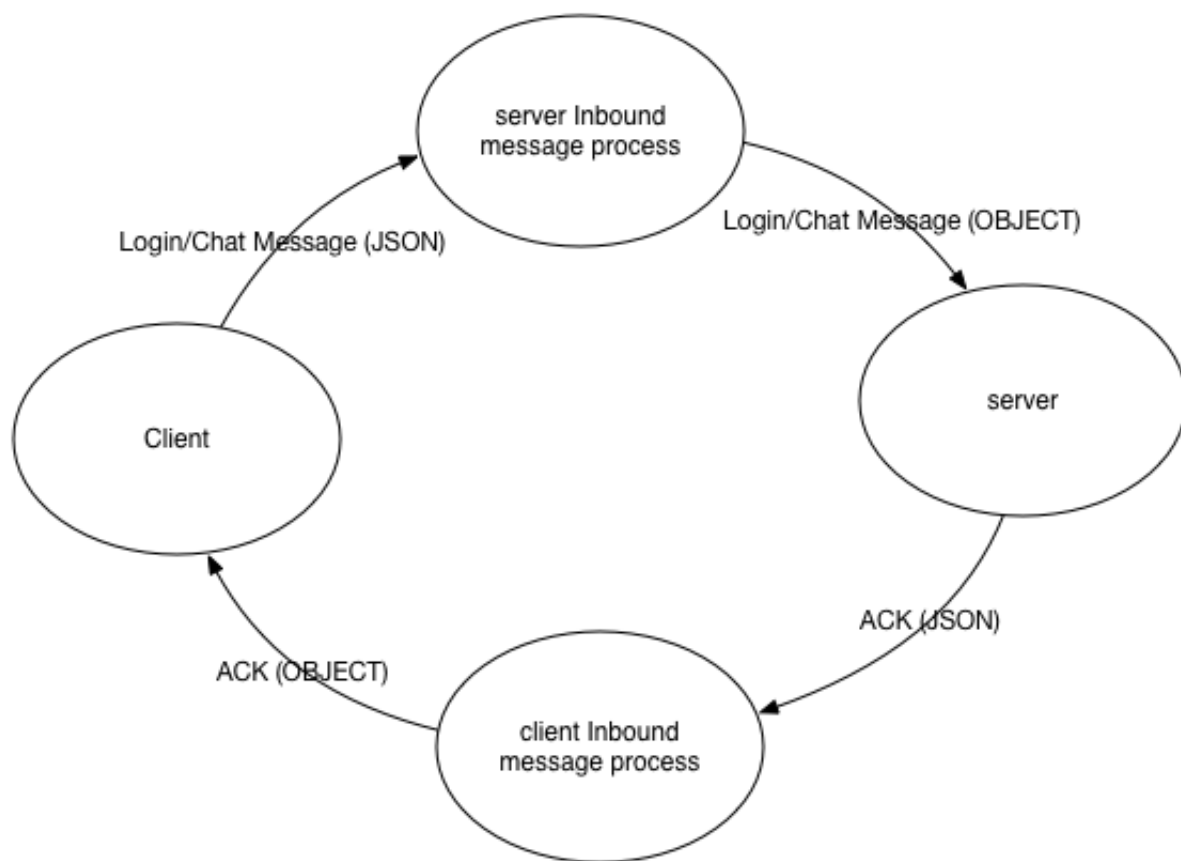 server Inbound
message process
Login/Chat Message (JSON)
Login/Chat Message (OBJECT)
Client
server
ACK (JSON)
ACK (OBJECT)
client Inbound
message process